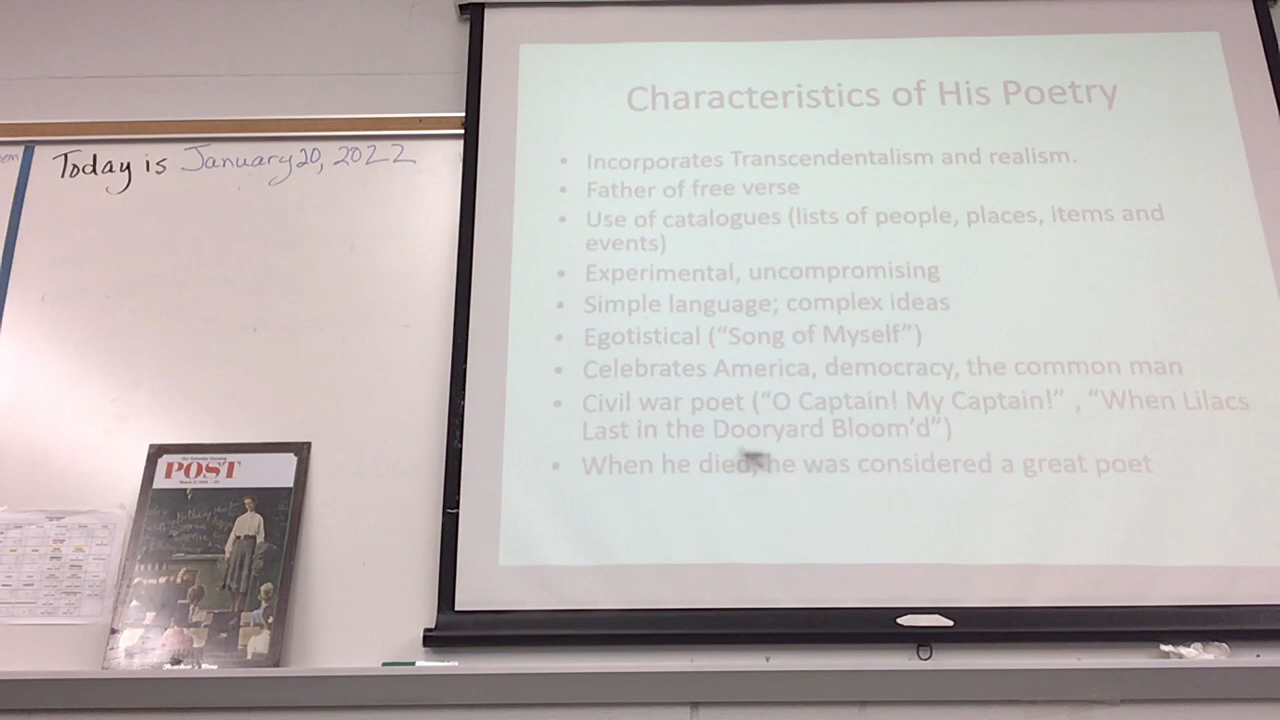 Today is January 20, 2022
Characteristics of His Poetry
• Incorporates Transcendentalism and realism.
• Father of free verse
• Use of catalogues (lists of people, places, items and
events)
• Experimental, uncompromising
• Simple language; complex ideas
• Egotistical (“Song of Myself”)
• Celebrates America, democracy, the common man
• Civil war poet (“O Captain! My Captain!” , “When Lilacs
Last in the Dooryard Bloom’d”)
• When he died, he was considered a great poet
The Saturday Evening
POST